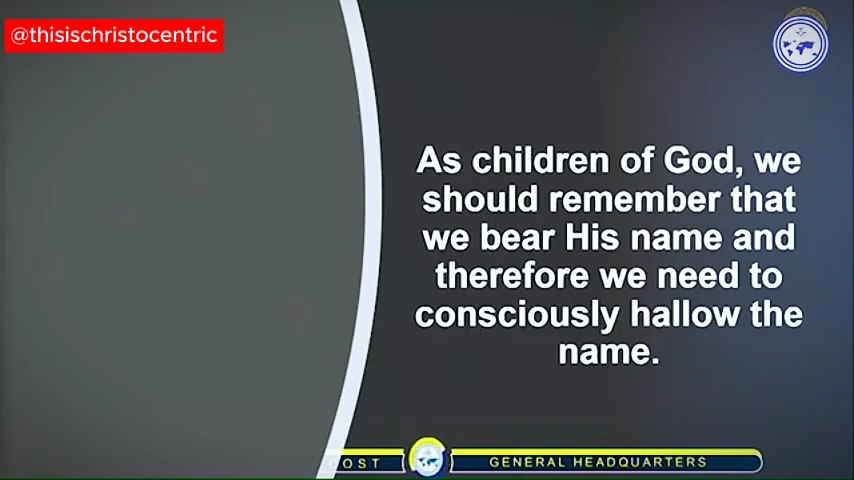 @thisischristocentric
As children of God, we
should remember that
we bear His name and
therefore we need to
consciously hallow the
name.
OST
GENERAL HEADQUARTERS